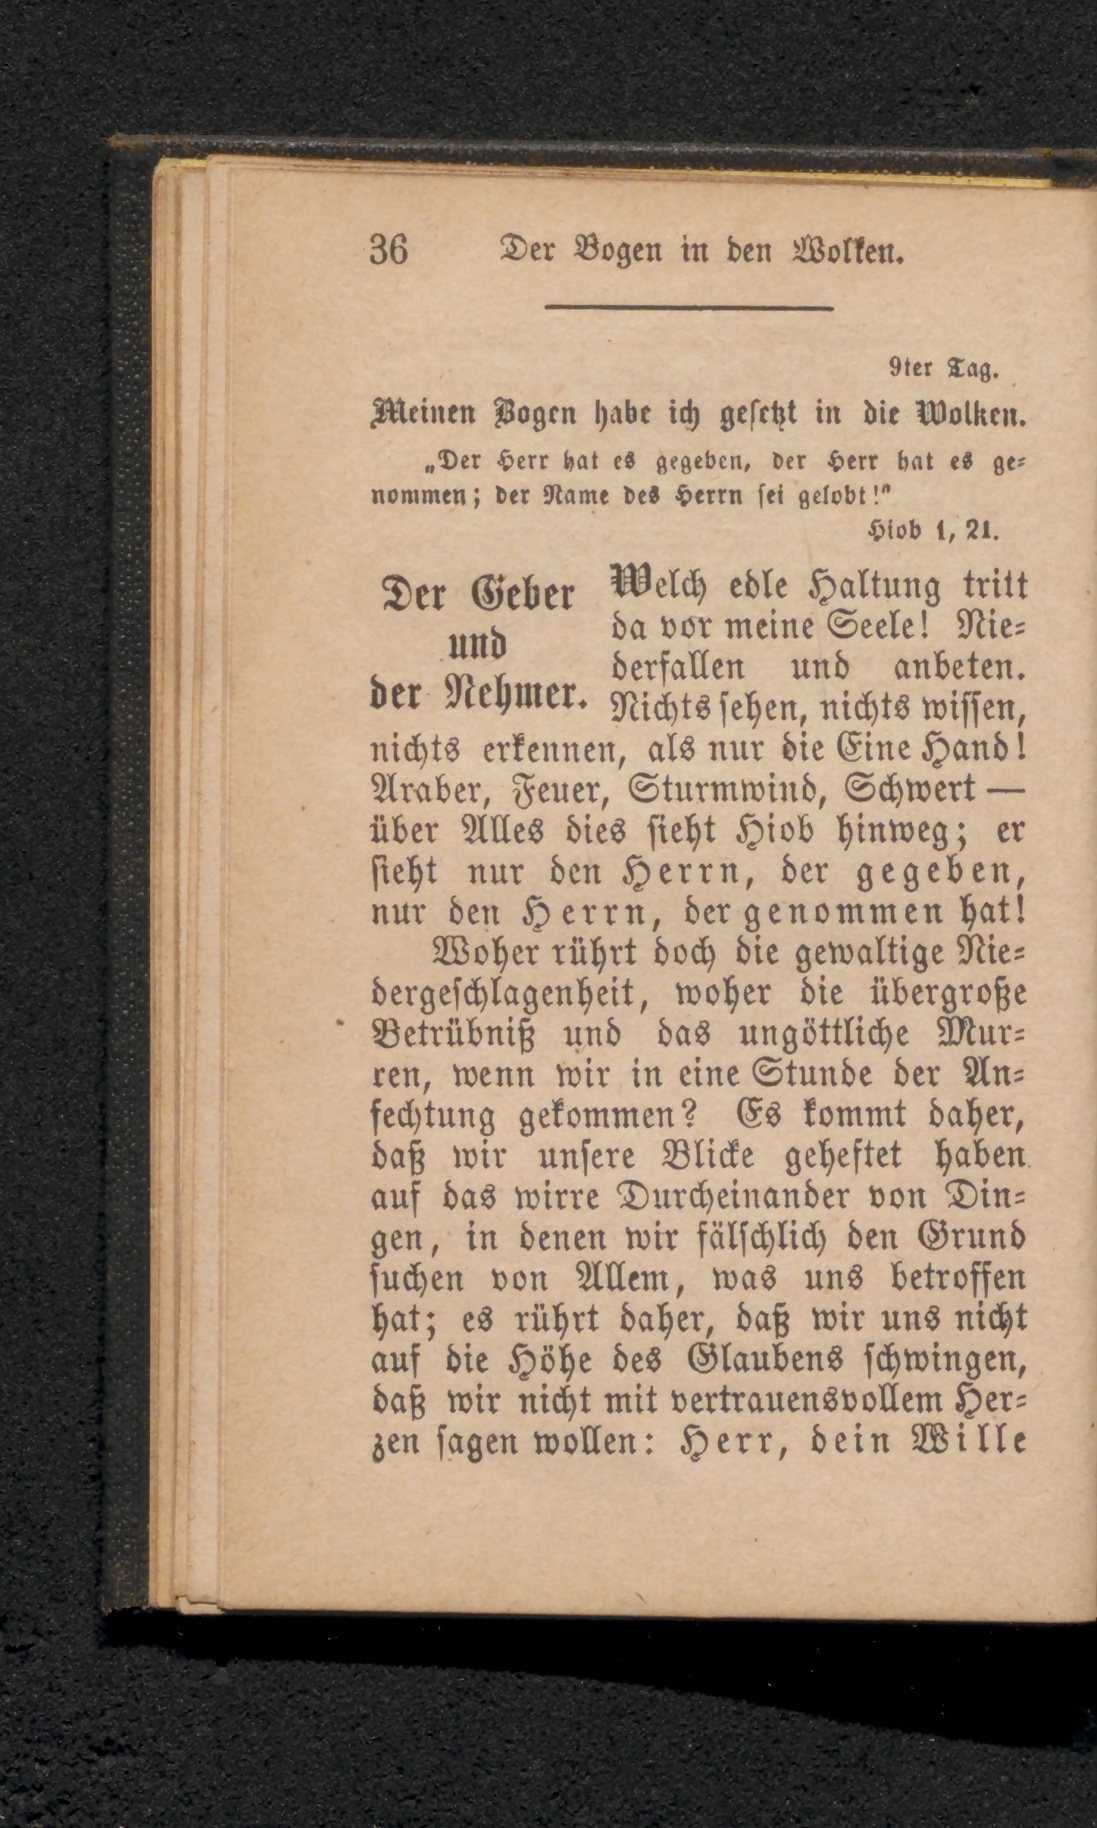 36 Der Bogen in den Wolken.
9ter Tag.
Meinen Bogen habe ich gesetzt in die Wolken.
„Der Herr hat es gegeben, der Herr hat es ge-
nommen; der Name des Herrn sei gelobt!"
Hiob 1, 21.
Der Geber
und
der Nehmer.
Welch edle Haltung tritt
da vor meine Seele! Nie-
derfallen und anbeten.
Nichts sehen, nichts wissen,
nichts erkennen, als nur die Eine Hand!
Araber, Feuer, Sturmwind, Schwert —
über Alles dies sieht Hiob hinweg; er
sieht nur den Herrn, der gegeben,
nur den Herrn, der genommen hat!
Woher rührt doch die gewaltige Nie-
dergeschlagenheit, woher die übergroße
Betrübniß und das ungöttliche Mur-
ren, wenn wir in eine Stunde der An-
fechtung gekommen? Es kommt daher,
daß wir unsere Blicke geheftet haben
auf das wirre Durcheinander von Din-
gen, in denen wir fälschlich den Grund
suchen von Allem, was uns betroffen
hat; es rührt daher, daß wir uns nicht
auf die Höhe des Glaubens schwingen,
daß wir nicht mit vertrauensvollem Her-
zen sagen wollen: Herr, dein Wille